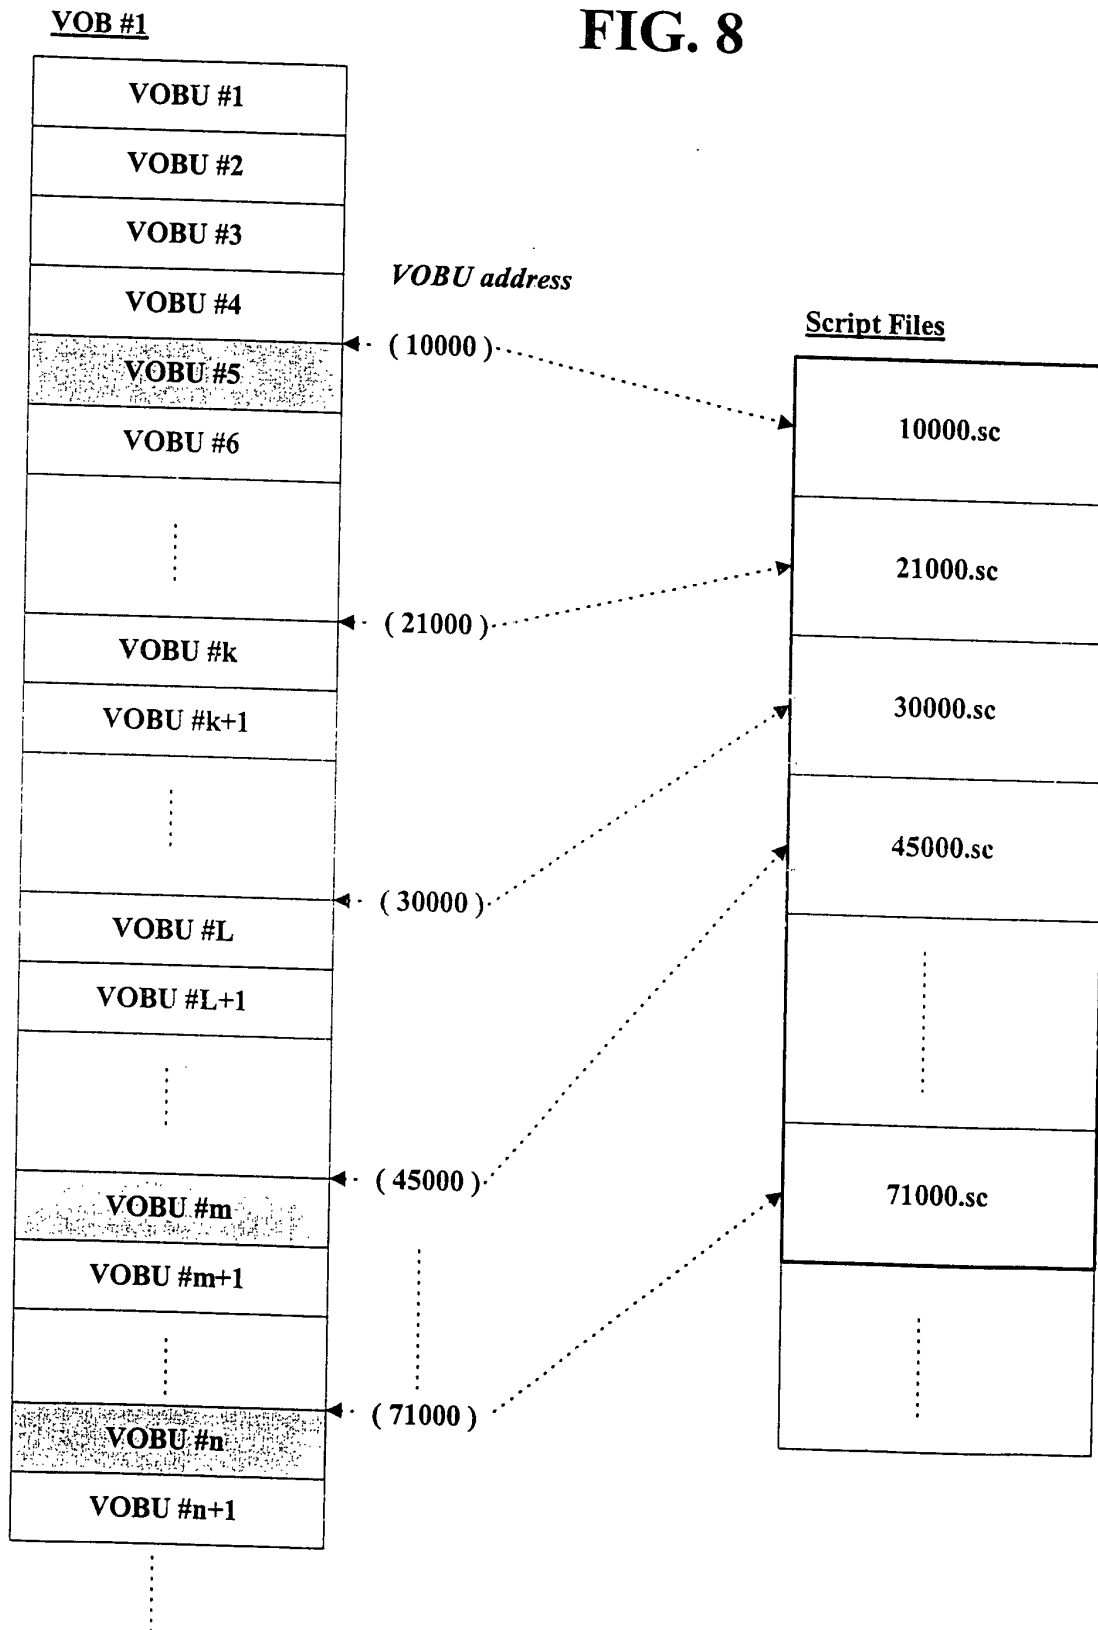 VOB #1
FIG. 8
VOBU #1
VOBU #2
VOBU #3
VOBU #4
VOBU #5
VOBU #6
VOBU #k
VOBU #k+1
VOBU #L
VOBU #L+1
VOBU #m
VOBU #m+1
VOBU #n
VOBU #n+1
VOBU address
( 10000 )
( 21000 )
( 30000 )
( 45000 )
( 71000 )
Script Files
10000.sc
21000.sc
30000.sc
45000.sc
71000.sc